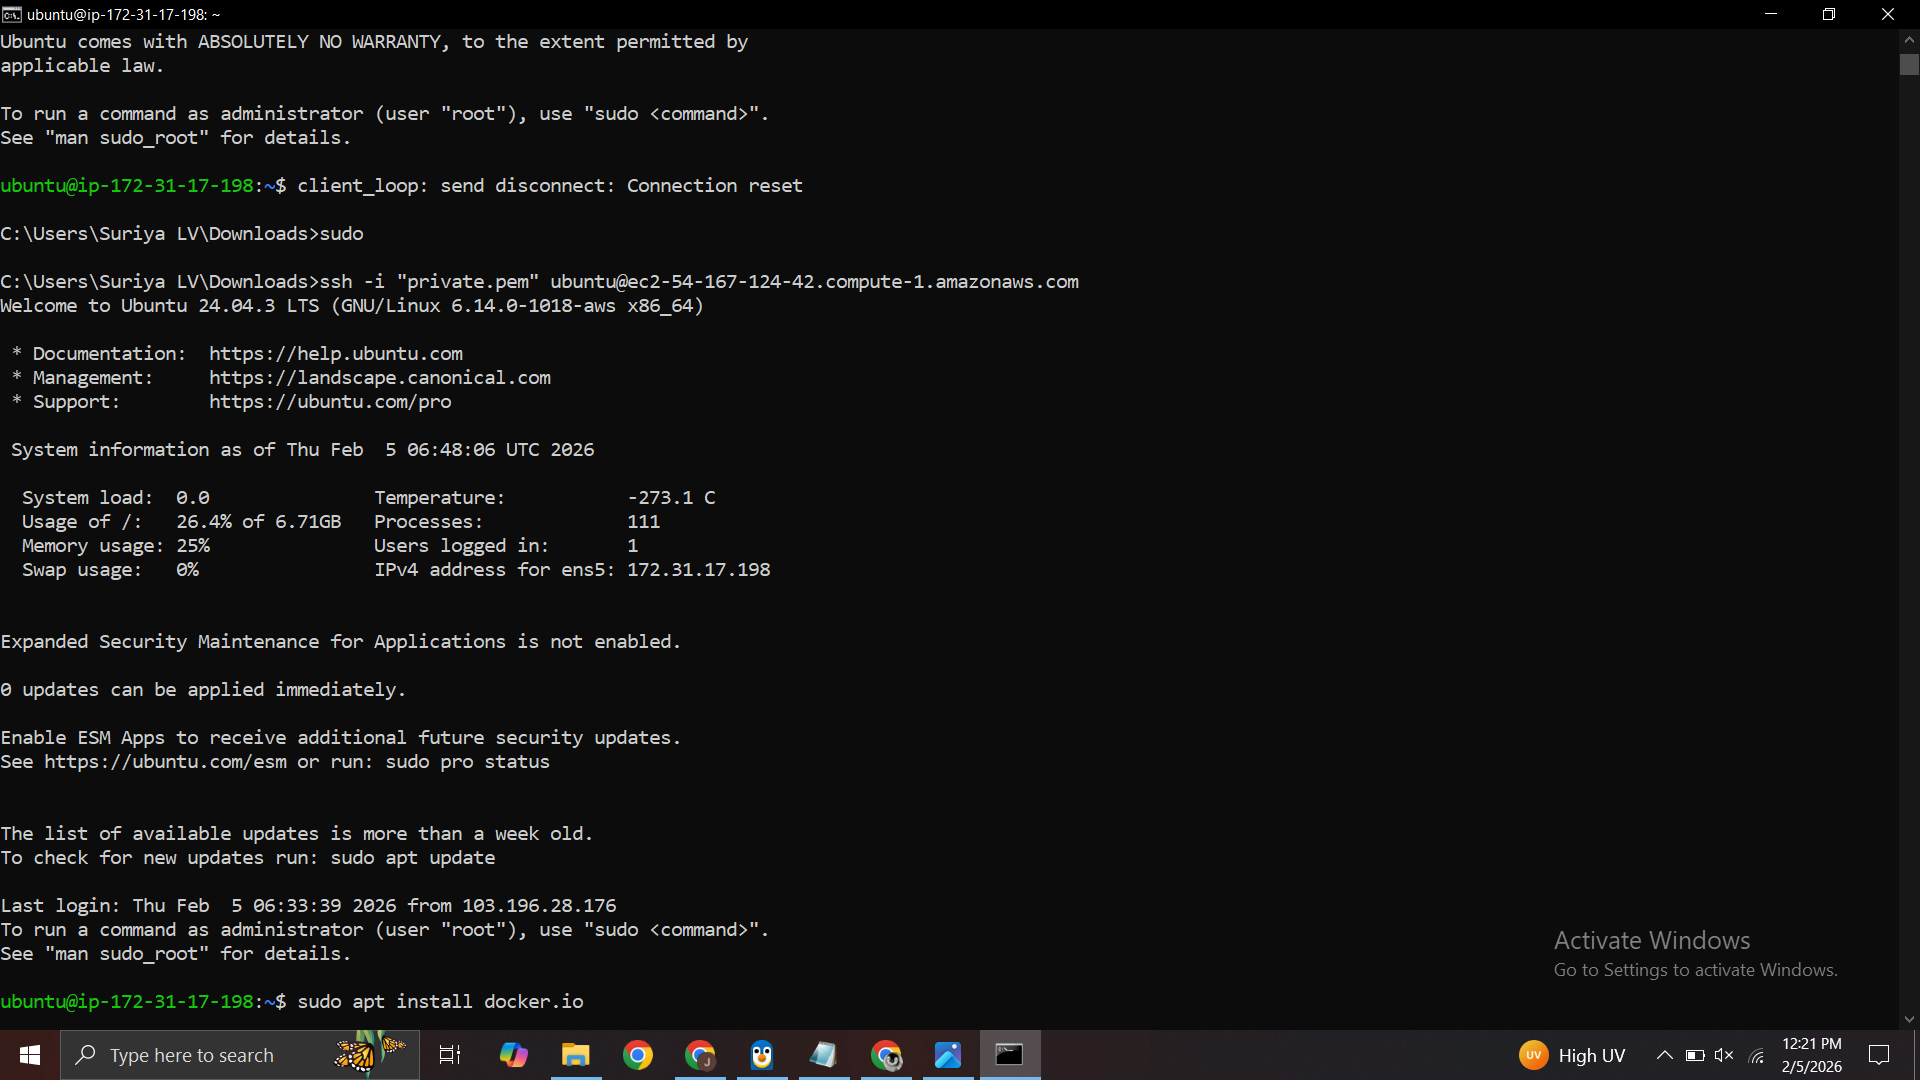 ubuntu@ip-172-31-17-198: ~
Ubuntu comes with ABSOLUTELY NO WARRANTY, to the extent permitted by
applicable law.
To run a command as administrator (user "root"), use "sudo <command>".
See "man sudo_root" for details.
ubuntu@ip-172-31-17-198:~$ client_loop: send disconnect: Connection reset
C:\Users\Suriya LV\Downloads>sudo
C:\Users\Suriya LV\Downloads>ssh -i "private.pem" ubuntu@ec2-54-167-124-42.compute-1.amazonaws.com
Welcome to Ubuntu 24.04.3 LTS (GNU/Linux 6.14.0-1018-aws x86_64)
* Documentation:  https://help.ubuntu.com
* Management:     https://landscape.canonical.com
* Support:        https://ubuntu.com/pro
System information as of Thu Feb  5 06:48:06 UTC 2026
System load:  0.0               Temperature:           -273.1 C
Usage of /:   26.4% of 6.71GB   Processes:             111
Memory usage: 25%               Users logged in:       1
Swap usage:   0%                IPv4 address for ens5: 172.31.17.198
Expanded Security Maintenance for Applications is not enabled.
0 updates can be applied immediately.
Enable ESM Apps to receive additional future security updates.
See https://ubuntu.com/esm or run: sudo pro status
The list of available updates is more than a week old.
To check for new updates run: sudo apt update
Last login: Thu Feb  5 06:33:39 2026 from 103.196.28.176
To run a command as administrator (user "root"), use "sudo <command>".
See "man sudo_root" for details.
ubuntu@ip-172-31-17-198:~$ sudo apt install docker.io
Activate Windows
Go to Settings to activate Windows.
Type here to search
J
UV
High UV
12:21 PM
2/5/2026